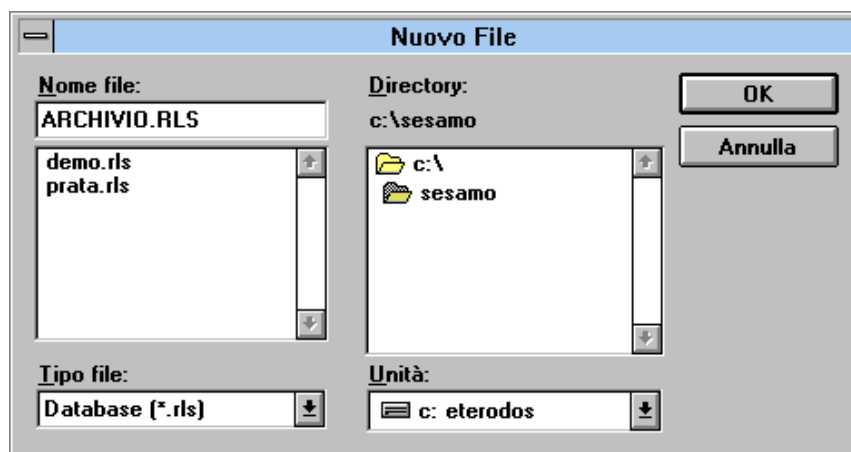 Nuovo File
Nome file:
ARCHIVIO.RLS
demo.rls
prata.rls
Tipo file:
Database (*.rls)
Directory:
c:\sesamo
c:\
sesamo
Unità:
c: eterodos
OK
Annulla